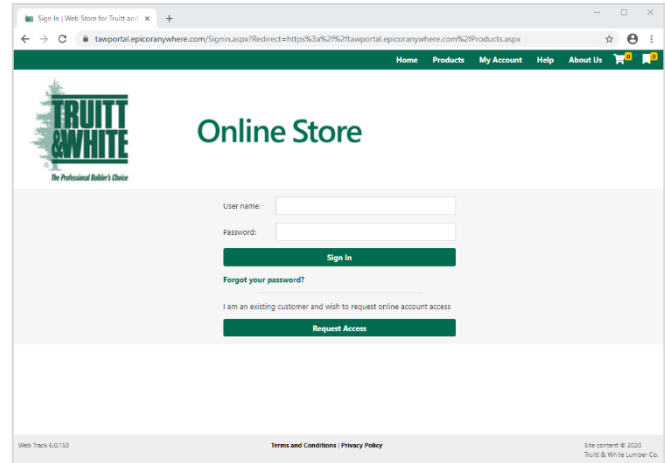 Sign In | Web Store for Truitt and
tawportal.epicoranywhere.com/Signin.aspx?Redirect=https%3a%2f%2ftawportal.epicoranywhere.com%2fProducts.aspx
Home Products My Account Help About Us 0 0
TRUITT
&WHITE
The Professional Builder's Choice
Online Store
User name:
Password:
Sign In
Forgot your password?
I am an existing customer and wish to request online account access
Request Access
Web Track 6.0.153
Terms and Conditions | Privacy Policy
Site content © 2020
Truitt & White Lumber Co.